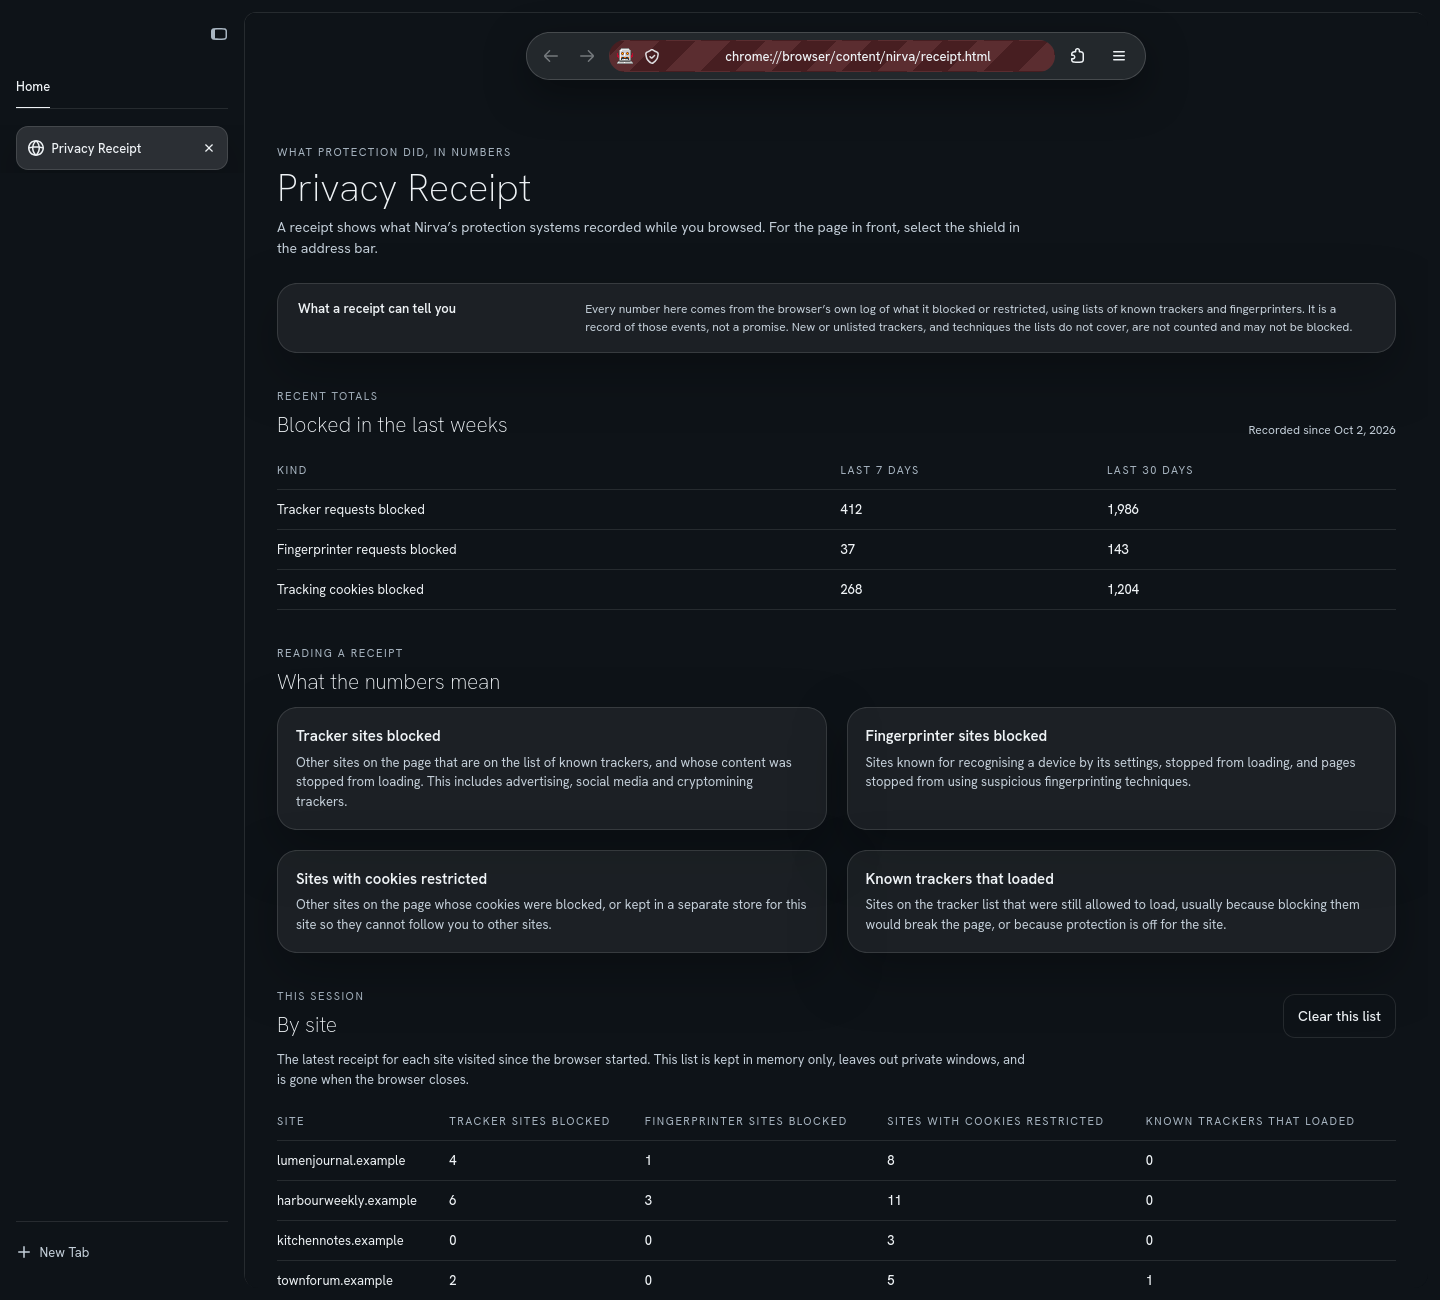 Home
Privacy Receipt
New Tab
chrome://browser/content/nirva/receipt.html
WHAT PROTECTION DID, IN NUMBERS
Privacy Receipt
A receipt shows what Nirva’s protection systems recorded while you browsed. For the page in front, select the shield in
the address bar.
What a receipt can tell you
Every number here comes from the browser’s own log of what it blocked or restricted, using lists of known trackers and fingerprinters. It is a
record of those events, not a promise. New or unlisted trackers, and techniques the lists do not cover, are not counted and may not be blocked.
RECENT TOTALS
Blocked in the last weeks
Recorded since Oct 2, 2026
KIND LAST 7 DAYS LAST 30 DAYS
Tracker requests blocked 412 1,986
Fingerprinter requests blocked 37 143
Tracking cookies blocked 268 1,204
READING A RECEIPT
What the numbers mean
Tracker sites blocked
Other sites on the page that are on the list of known trackers, and whose content was
stopped from loading. This includes advertising, social media and cryptomining
trackers.
Fingerprinter sites blocked
Sites known for recognising a device by its settings, stopped from loading, and pages
stopped from using suspicious fingerprinting techniques.
Sites with cookies restricted
Other sites on the page whose cookies were blocked, or kept in a separate store for this
site so they cannot follow you to other sites.
Known trackers that loaded
Sites on the tracker list that were still allowed to load, usually because blocking them
would break the page, or because protection is off for the site.
THIS SESSION
By site
Clear this list
The latest receipt for each site visited since the browser started. This list is kept in memory only, leaves out private windows, and
is gone when the browser closes.
SITE TRACKER SITES BLOCKED FINGERPRINTER SITES BLOCKED SITES WITH COOKIES RESTRICTED KNOWN TRACKERS THAT LOADED
lumenjournal.example 4 1 8 0
harbourweekly.example 6 3 11 0
kitchennotes.example 0 0 3 0
townforum.example 2 0 5 1